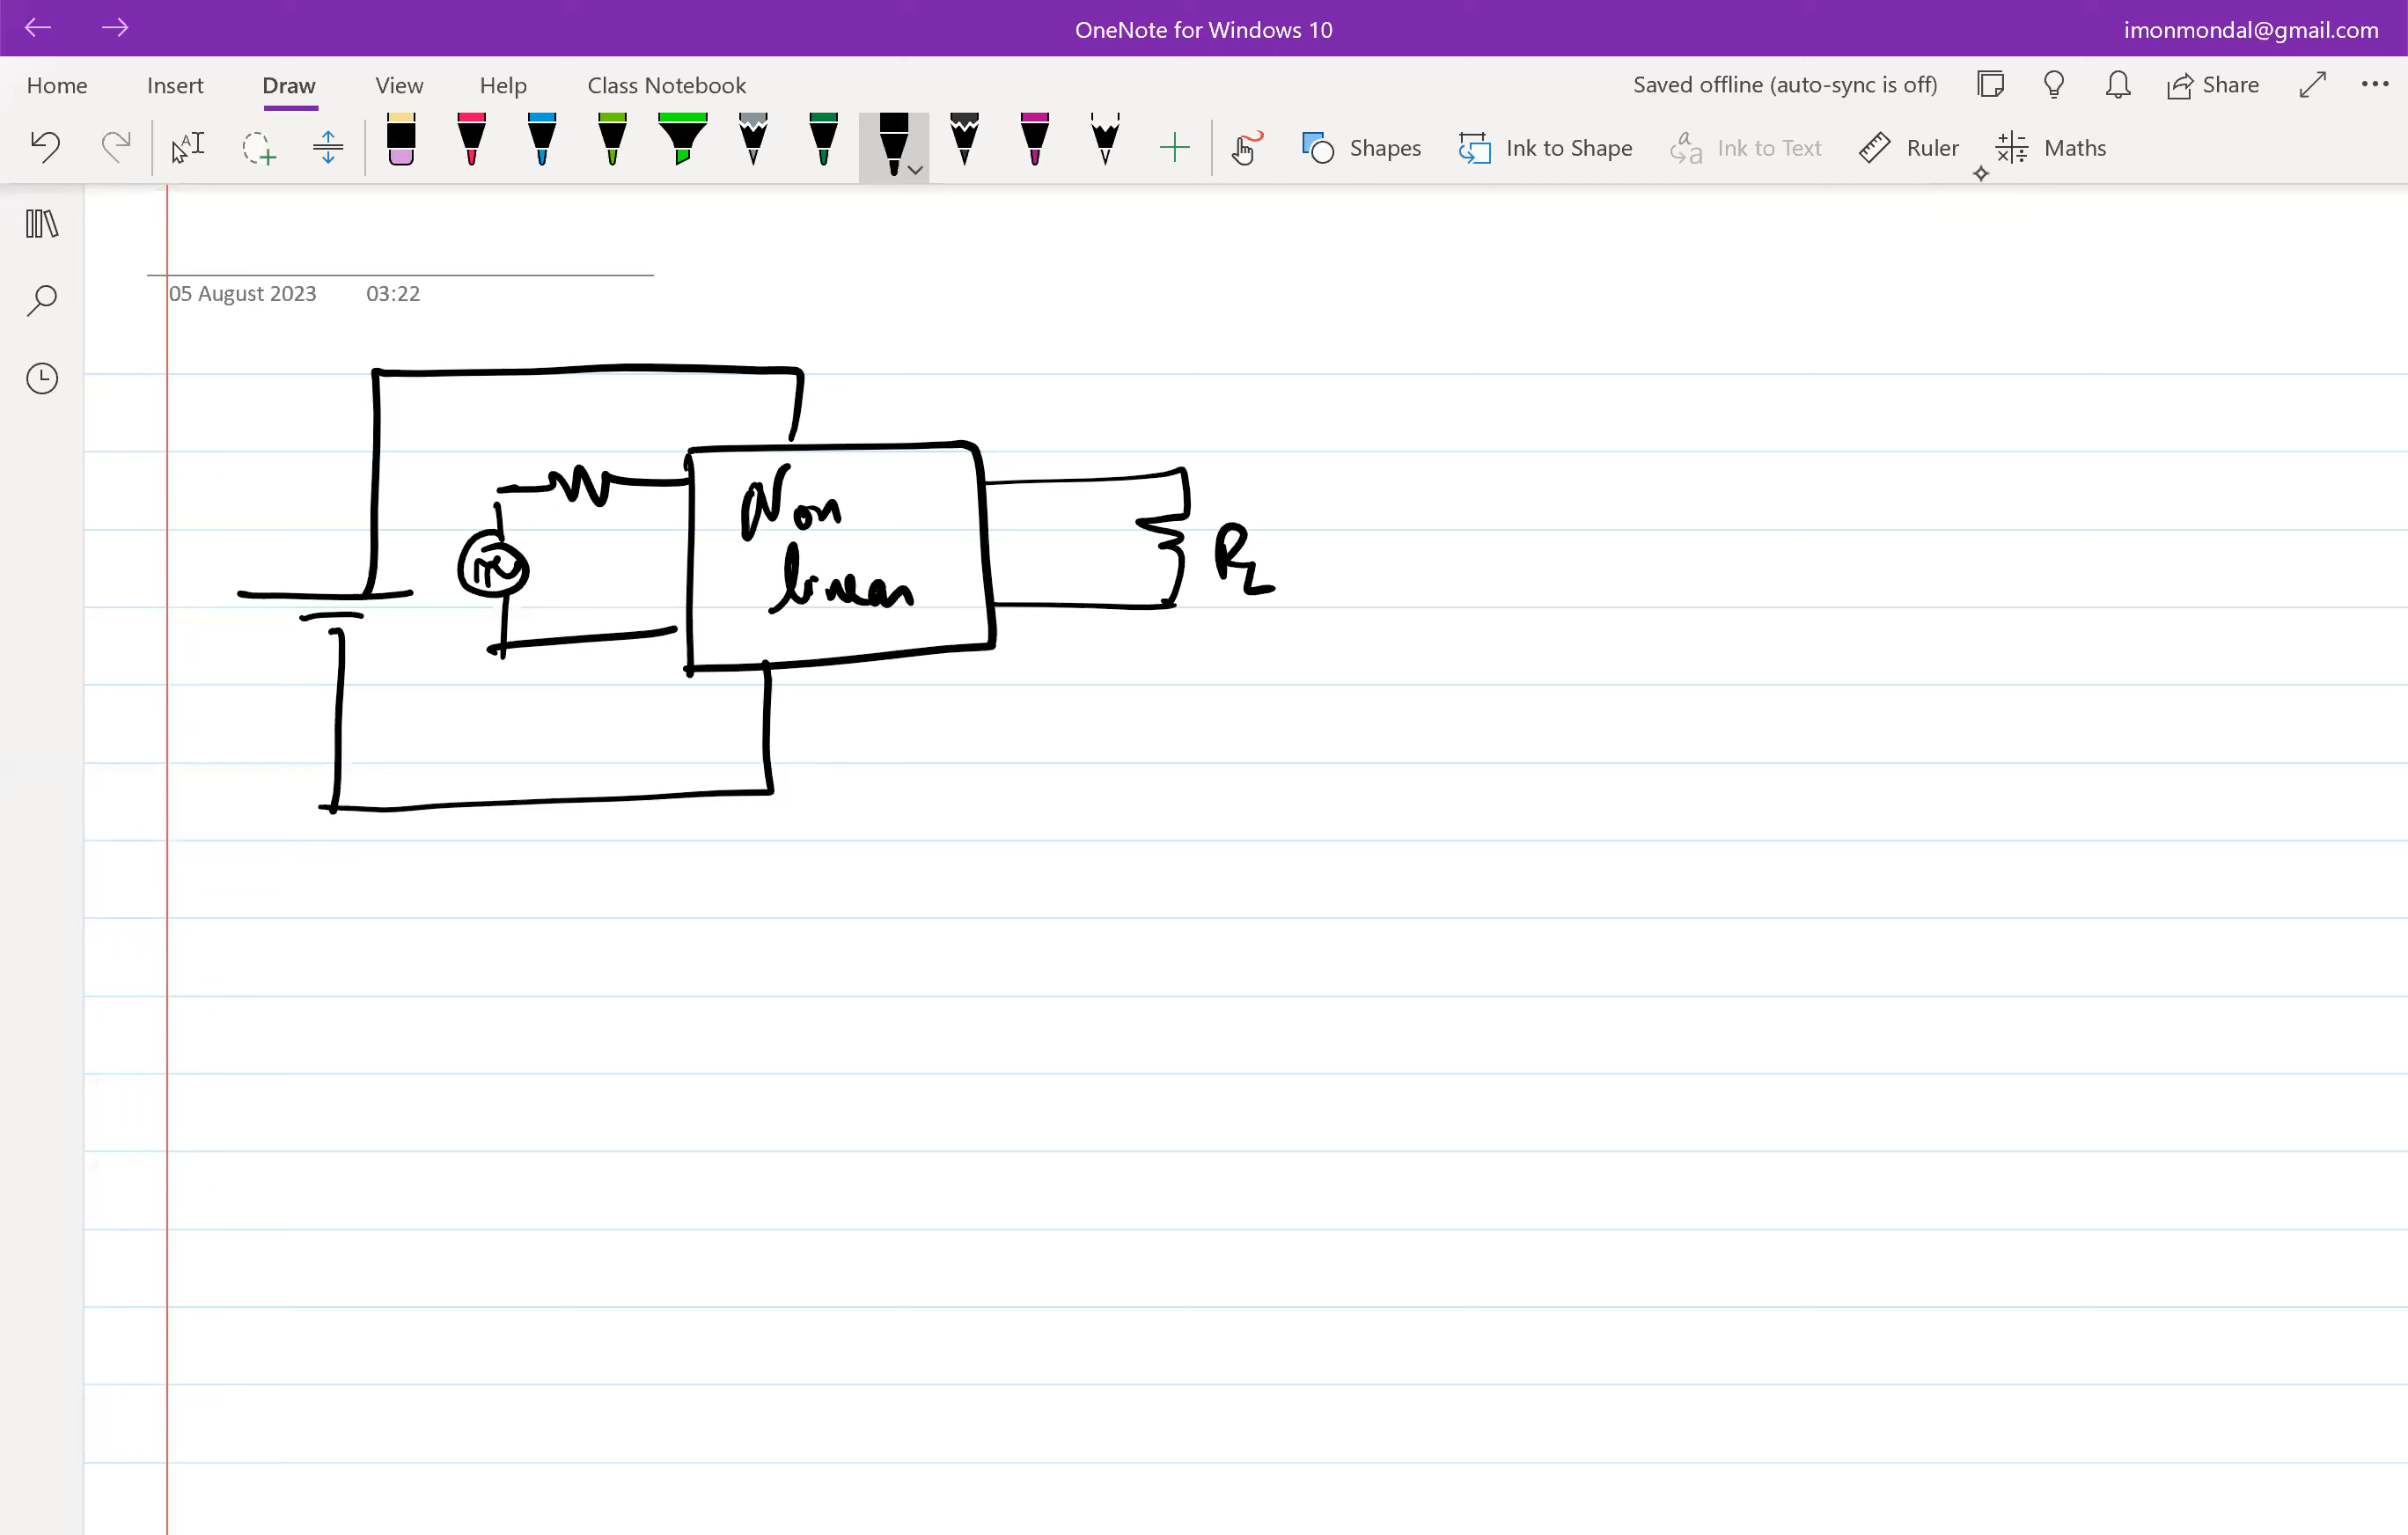 OneNote for Windows 10
imonmondal@gmail.com
Home Insert Draw View Help Class Notebook
Saved offline (auto-sync is off) Share
Shapes Ink to Shape Ink to Text Ruler Maths
05 August 2023 03:22
Non
linear
RL